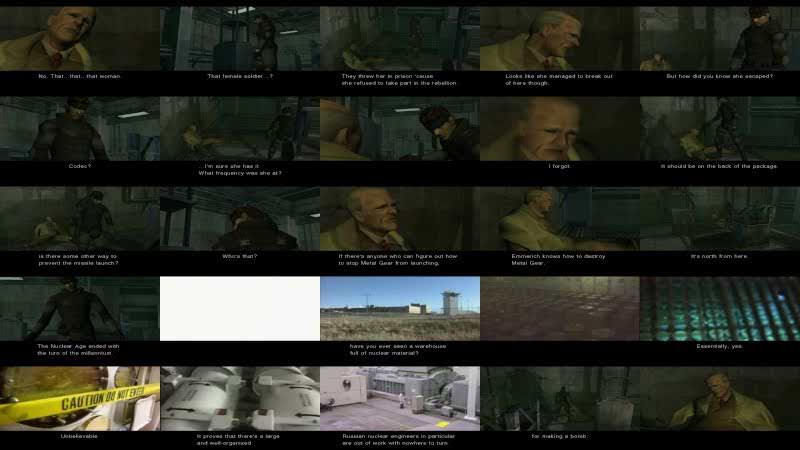 No. That...that...that woman.
That female soldier...?
They threw her in prison 'cause
she refused to take part in the rebellion.
Looks like she managed to break out
of here though.
But how did you know she escaped?
Codec?
...I'm sure she has it.
What frequency was she at?
I forgot.
It should be on the back of the package.
Is there some other way to
prevent the missile launch?
Who's that?
If there's anyone who can figure out how
to stop Metal Gear from launching,
Emmerich knows how to destroy
Metal Gear.
It's north from here.
The Nuclear Age ended with
the turn of the millennium
have you ever seen a warehouse
full of nuclear material?
Essentially, yes.
CAUTION DO NOT ENTER
Unbelievable.
It proves that there's a large
and well-organized
Russian nuclear engineers in particular
are out of work with nowhere to turn.
for making a bomb.